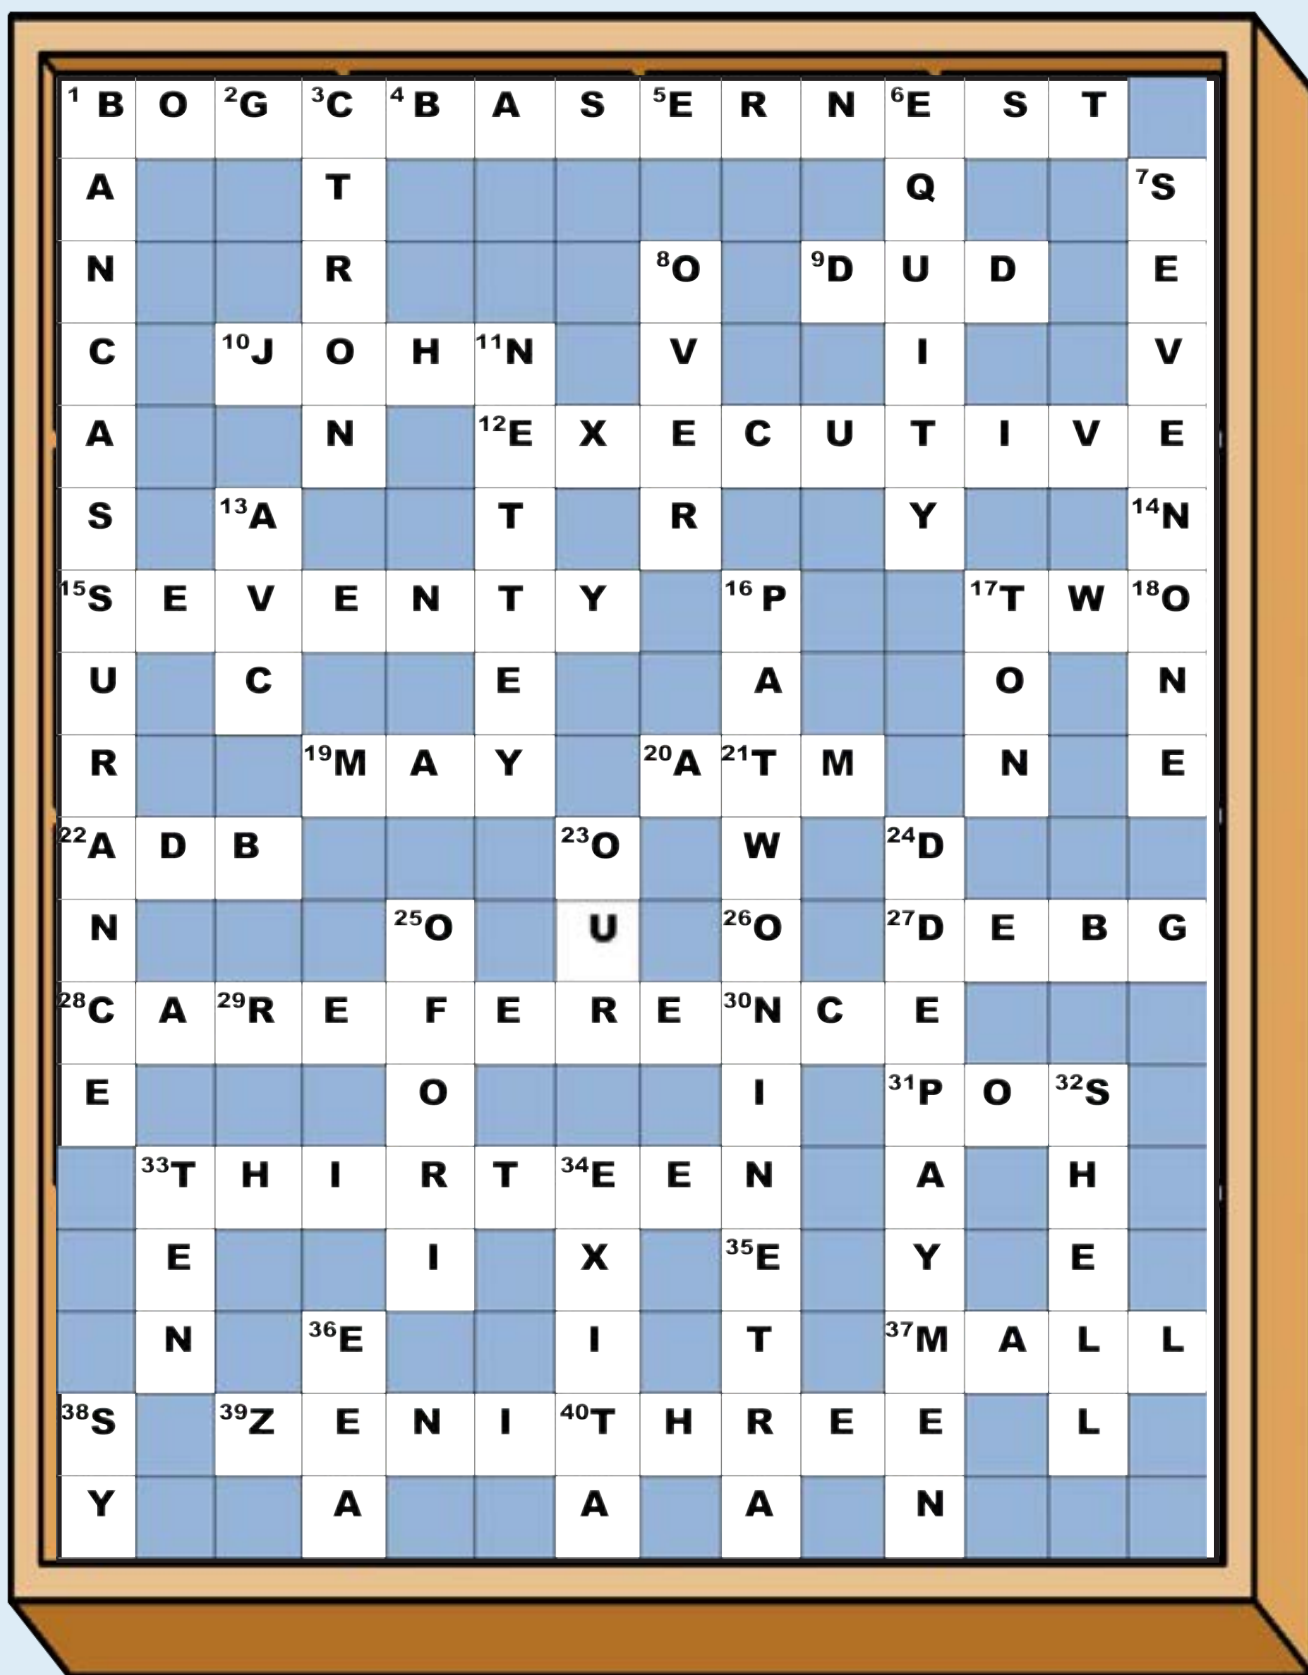 1B O 2G 3C 4B A S 5E R N 6E S T
A T Q 7S
N R 8O 9D U D E
C 10J O H 11N V I V
A N 12E X E C U T I V E
S 13A T R Y 14N
15S E V E N T Y 16P 17T W 18O
U C E A O N
R 19M A Y 20A 21T M N E
22A D B 23O W 24D
N 25O U 26O 27D E B G
28C A 29R E F E R E 30N C E
E O I 31P O 32S
33T H I R T 34E E N A H
E I X 35E Y E
N 36E I T 37M A L L
38S 39Z E N I 40T H R E E L
Y A A A N